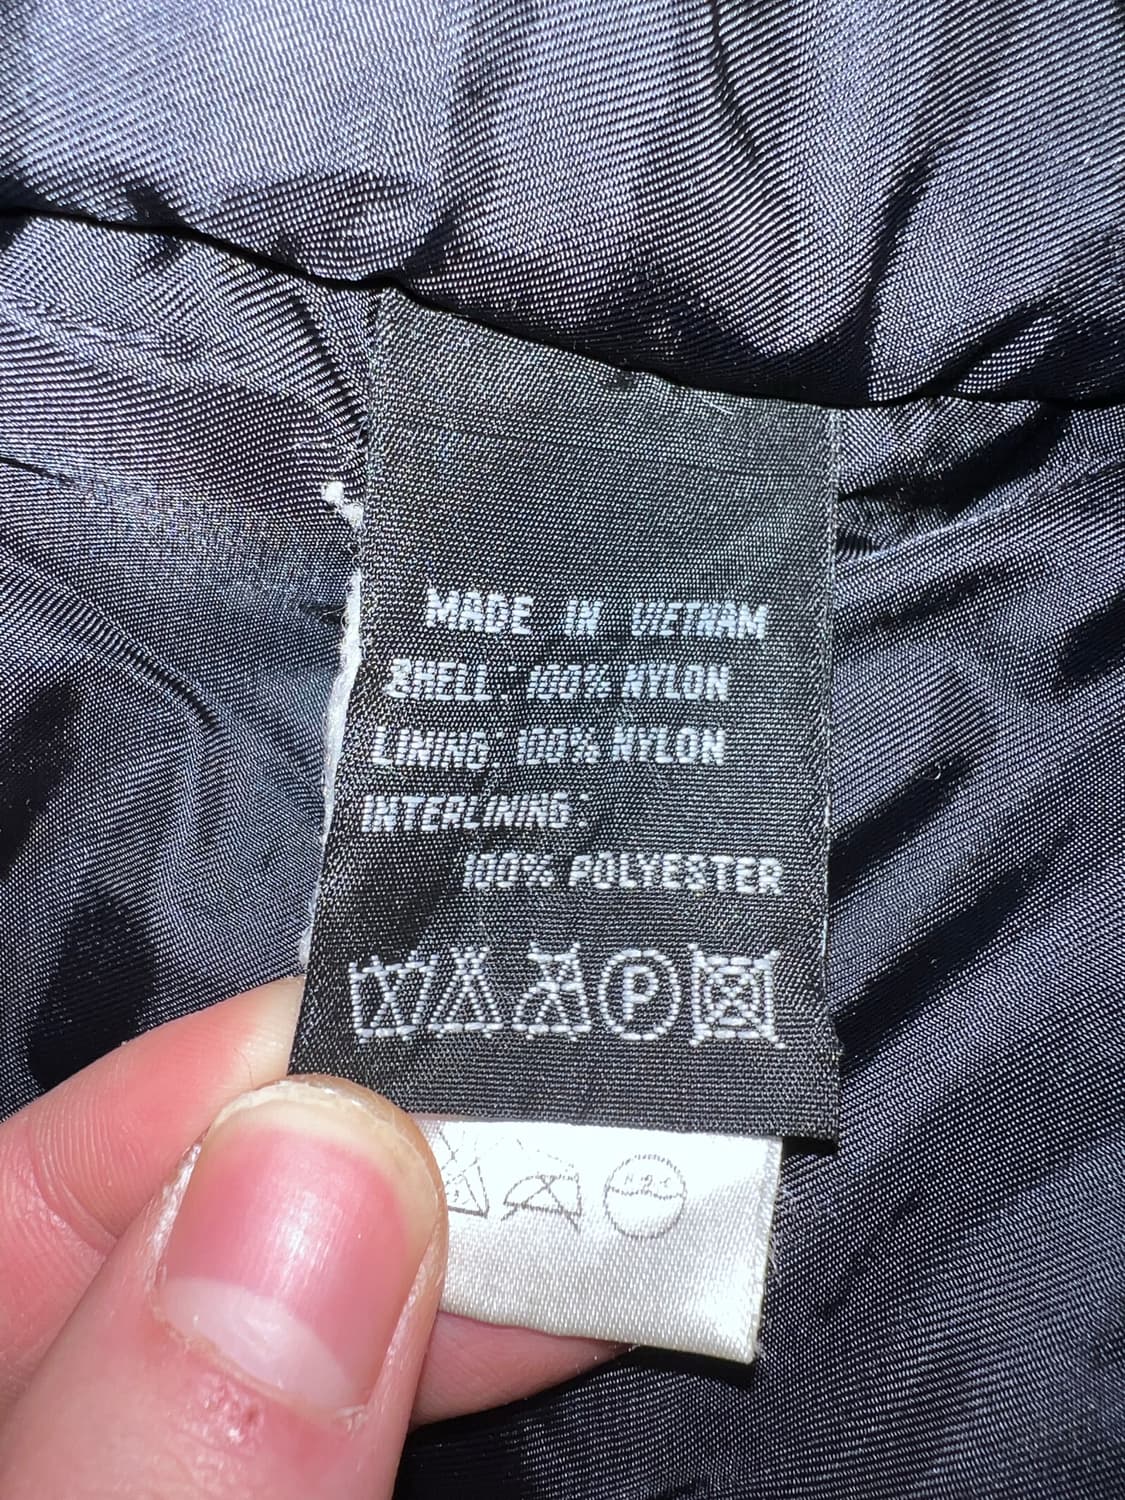 MADE IN VIETNAM
SHELL: 100% NYLON
LINING: 100% NYLON
INTERLINING:
100% POLYESTER
P